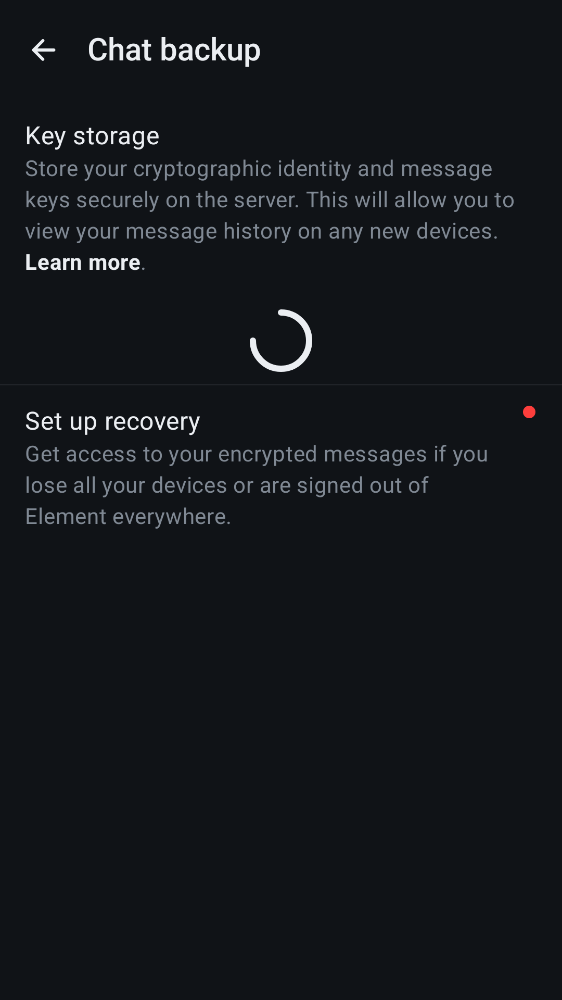 Chat backup
Key storage
Store your cryptographic identity and message
keys securely on the server. This will allow you to
view your message history on any new devices.
Learn more.
Set up recovery
Get access to your encrypted messages if you
lose all your devices or are signed out of
Element everywhere.